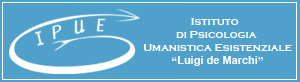 IPUE
Istituto
di Psicologia
Umanistica Esistenziale
“Luigi de Marchi”